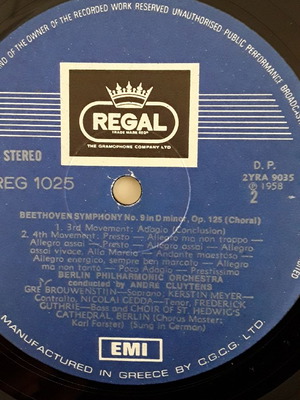 ND OF THE OWNER OF THE RECORDED WORK RESERVED UNAUTHORISED PUBLIC PERFORMANCE BROADCAS
REGAL
TRADE MARK REGD
THE GRAMOPHONE COMPANY LTD
STEREO
REG 1025
D. P.
2YRA 9035
℗ 1958
2
BEETHOVEN SYMPHONY No. 9 in D minor, Op. 125 (Choral)
1. 3rd Movement; Adagio (Conclusion)
2. 4th Movement, Presto — Allegro ma non troppo —
Allegro assai — Presto — Allegro assai — Allegro
assai vivace, Alla Marcia — Andante maestoso —
Allegro energico, sempre ben marcato — Allegro
ma non tanto — Poco Adagio — Prestissimo
BERLIN PHILHARMONIC ORCHESTRA
conducted by ANDRE CLUYTENS
GRE BROUWENSTIJN—Soprano; KERSTIN MEYER—
Contralto, NICOLAI GEDDA—Tenor, FREDERICK
GUTHRIE—Bass and CHOIR OF ST. HEDWIG'S
CATHEDRAL BERLIN (Chorus Master:
Karl Forster) (Sung in German)
EMI
MANUFACTURED IN GREECE BY C.G.C.G. LTD